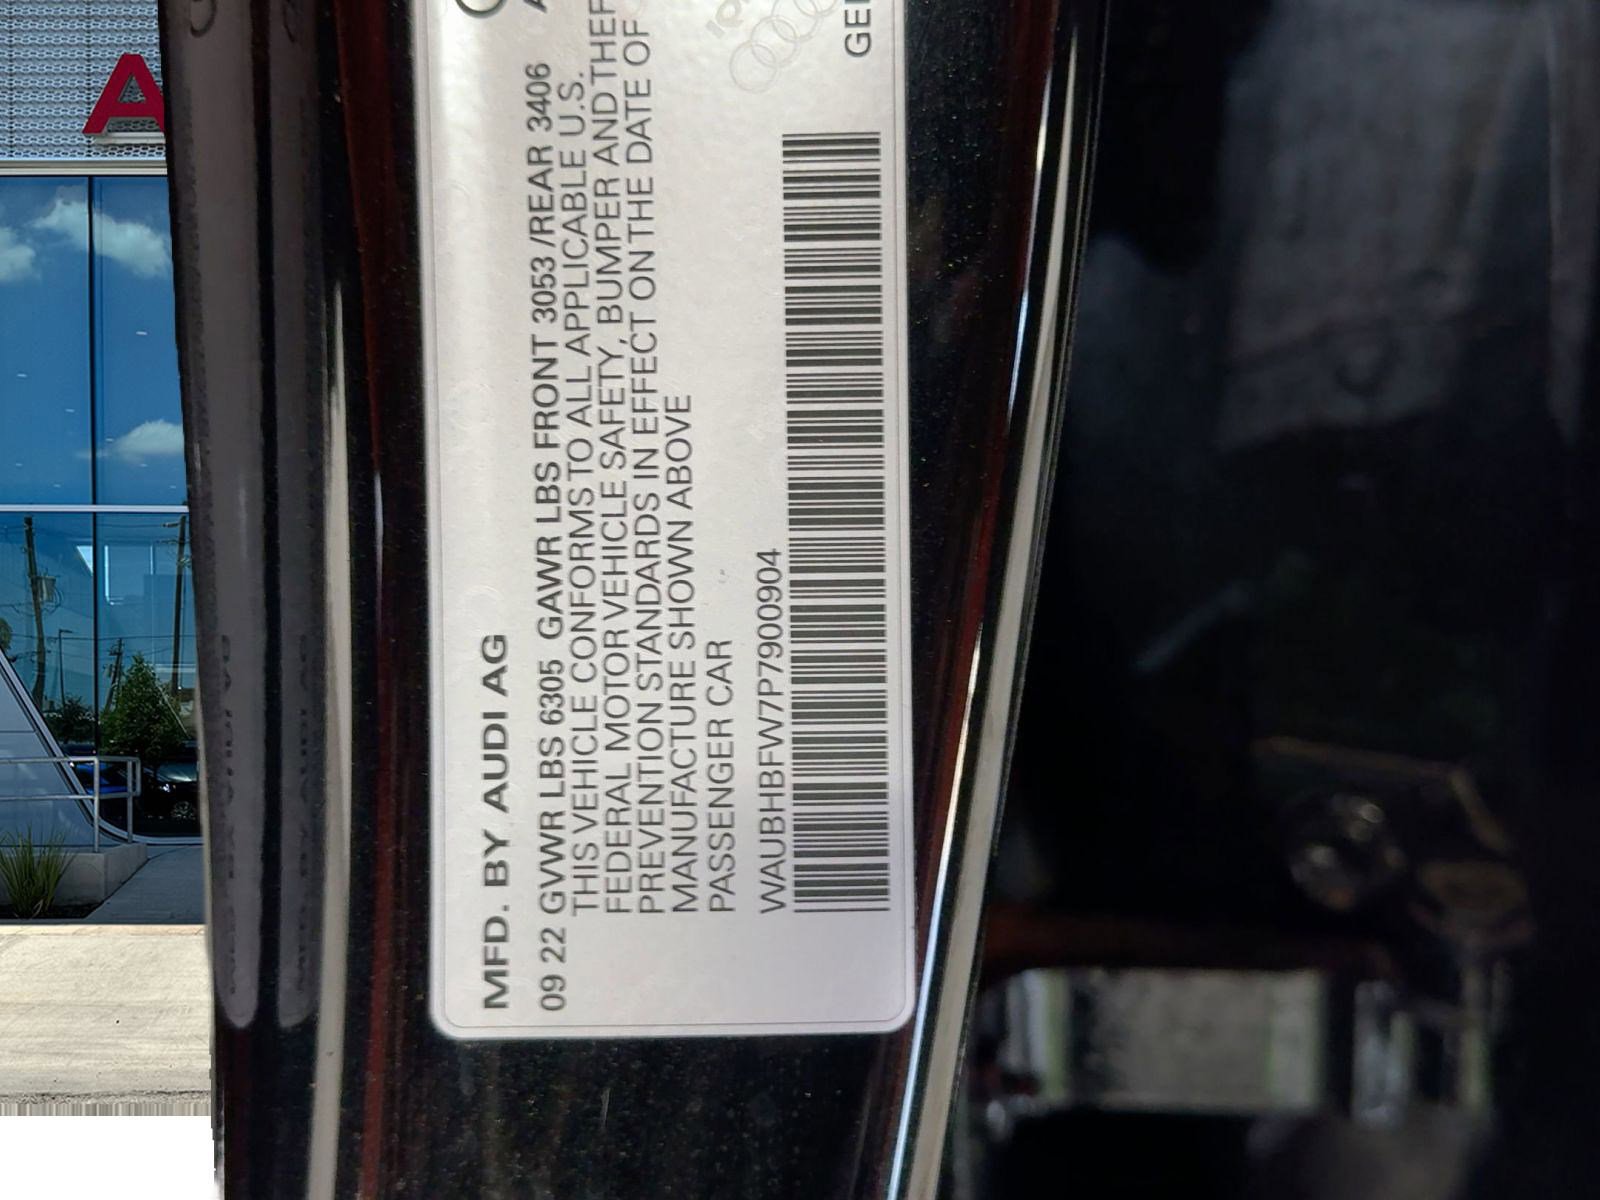 A
MFD. BY AUDI AG
09 22 GVWR LBS 6305 GAWR LBS FRONT 3053 /REAR 3406
THIS VEHICLE CONFORMS TO ALL APPLICABLE U.S.
FEDERAL MOTOR VEHICLE SAFETY, BUMPER AND THEF
PREVENTION STANDARDS IN EFFECT ON THE DATE OF
MANUFACTURE SHOWN ABOVE
PASSENGER CAR
WAUBHBFW7P7900904
GE